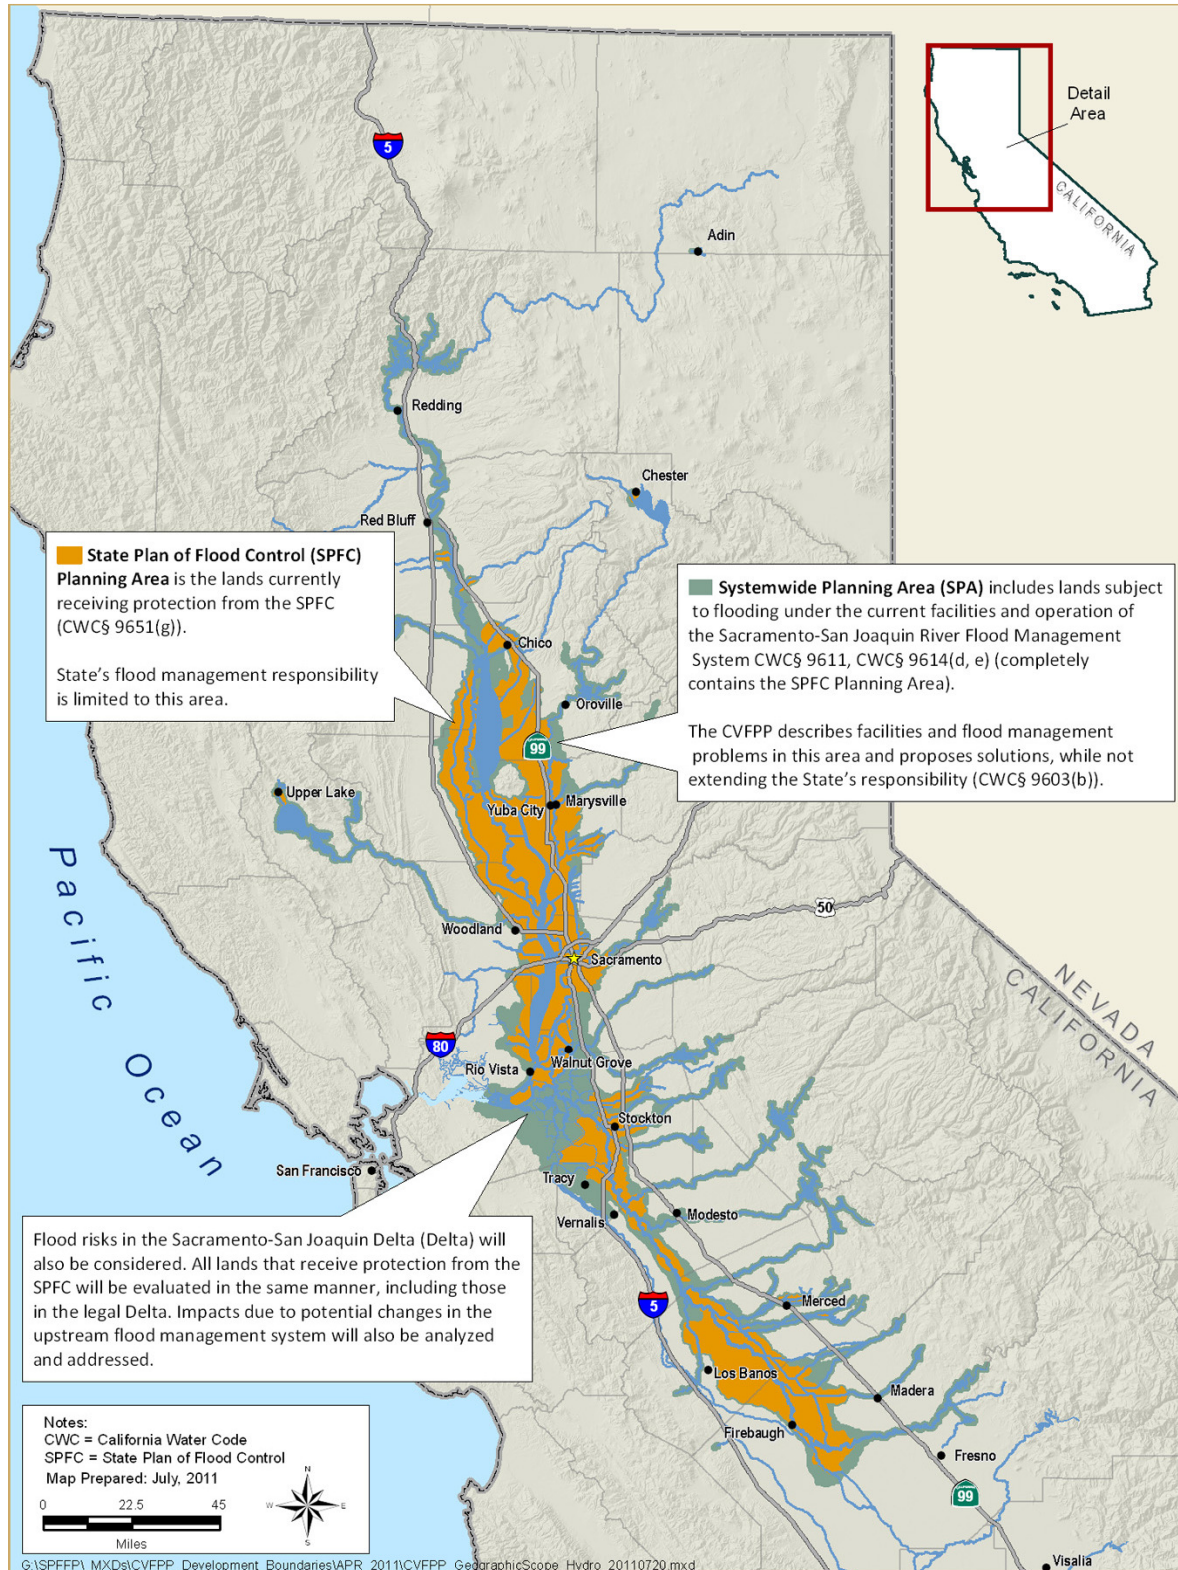 5
Detail
Area
CALIFORNIA
Adin
Redding
Chester
Red Bluff
State Plan of Flood Control (SPFC)
Planning Area is the lands currently
receiving protection from the SPFC
(CWC§ 9651(g)).
State's flood management responsibility
is limited to this area.
Systemwide Planning Area (SPA) includes lands subject
to flooding under the current facilities and operation of
the Sacramento-San Joaquin River Flood Management
System CWC§ 9611, CWC§ 9614(d, e) (completely
contains the SPFC Planning Area).
The CVFPP describes facilities and flood management
problems in this area and proposes solutions, while not
extending the State's responsibility (CWC§ 9603(b)).
Chico
Oroville
99
Upper Lake
Yuba City
Marysville
Pacific Ocean
50
Woodland
Sacramento
NEVADA
CALIFORNIA
80
Walnut Grove
Rio Vista
Stockton
San Francisco
Tracy
Vernalis
Modesto
Flood risks in the Sacramento-San Joaquin Delta (Delta) will
also be considered. All lands that receive protection from the
SPFC will be evaluated in the same manner, including those
in the legal Delta. Impacts due to potential changes in the
upstream flood management system will also be analyzed
and addressed.
5
Merced
Los Banos
Madera
Firebaugh
Fresno
99
Visalia
Notes:
CWC = California Water Code
SPFC = State Plan of Flood Control
Map Prepared: July, 2011
0 22.5 45
Miles
N
W E
S
G:\SPFFP\_MXDs\CVFPP_Development_Boundaries\APR_2011\CVFPP_GeographicScope_Hydro_20110720.mxd